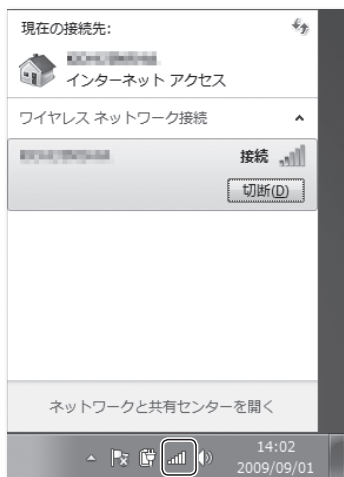 現在の接続先:
インターネット アクセス
ワイヤレス ネットワーク接続
接続
切断(D)
ネットワークと共有センターを開く
14:02
2009/09/01